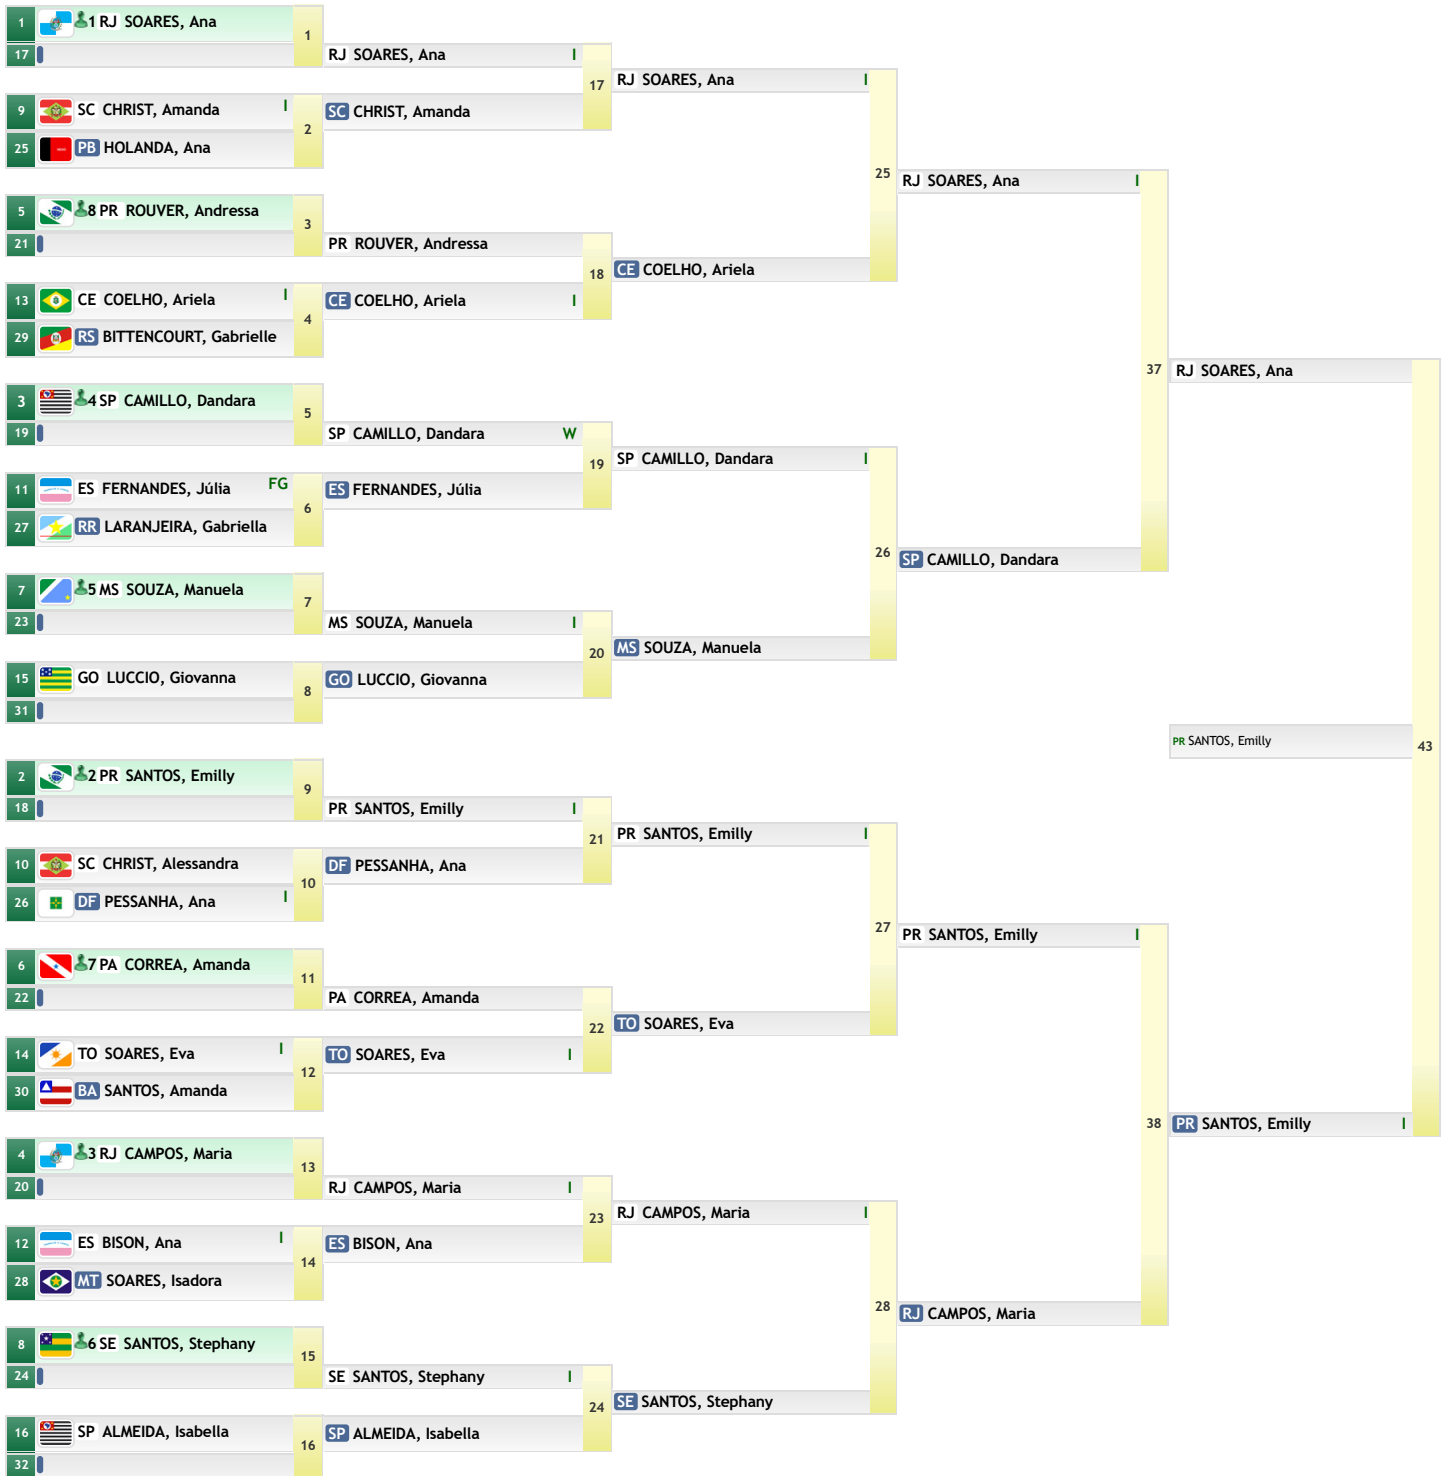 1 1 RJ SOARES, Ana
17
1
RJ SOARES, Ana I
9 SC CHRIST, Amanda I
25 PB HOLANDA, Ana
2
SC CHRIST, Amanda
17
RJ SOARES, Ana I
5 8 PR ROUVER, Andressa
21
3
PR ROUVER, Andressa
13 CE COELHO, Ariela I
29 RS BITTENCOURT, Gabrielle
4
CE COELHO, Ariela I
18
CE COELHO, Ariela
25
RJ SOARES, Ana I
3 4 SP CAMILLO, Dandara
19
5
SP CAMILLO, Dandara W
11 ES FERNANDES, Júlia FG
27 RR LARANJEIRA, Gabriella
6
ES FERNANDES, Júlia
19
SP CAMILLO, Dandara I
7 5 MS SOUZA, Manuela
23
7
MS SOUZA, Manuela I
15 GO LUCCIO, Giovanna
31
8
GO LUCCIO, Giovanna
20
MS SOUZA, Manuela
26
SP CAMILLO, Dandara
37
RJ SOARES, Ana
2 2 PR SANTOS, Emilly
18
9
PR SANTOS, Emilly I
10 SC CHRIST, Alessandra
26 DF PESSANHA, Ana I
10
DF PESSANHA, Ana
21
PR SANTOS, Emilly I
6 7 PA CORREA, Amanda
22
11
PA CORREA, Amanda
14 TO SOARES, Eva I
30 BA SANTOS, Amanda
12
TO SOARES, Eva I
22
TO SOARES, Eva
27
PR SANTOS, Emilly I
4 3 RJ CAMPOS, Maria
20
13
RJ CAMPOS, Maria I
12 ES BISON, Ana I
28 MT SOARES, Isadora
14
ES BISON, Ana
23
RJ CAMPOS, Maria I
8 6 SE SANTOS, Stephany
24
15
SE SANTOS, Stephany I
16 SP ALMEIDA, Isabella
32
16
SP ALMEIDA, Isabella
24
SE SANTOS, Stephany
28
RJ CAMPOS, Maria
38
PR SANTOS, Emilly I
43
PR SANTOS, Emilly